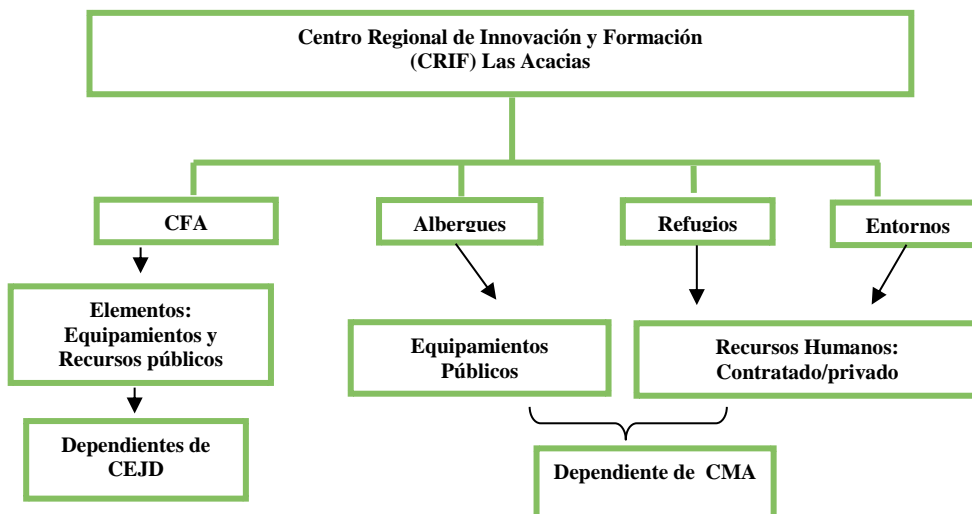 Centro Regional de Innovación y Formación
(CRIF) Las Acacias
CFA
Albergues
Refugios
Entornos
Elementos:
Equipamientos y
Recursos públicos
Equipamientos
Públicos
Recursos Humanos:
Contratado/privado
Dependientes de
CEJD
Dependiente de CMA